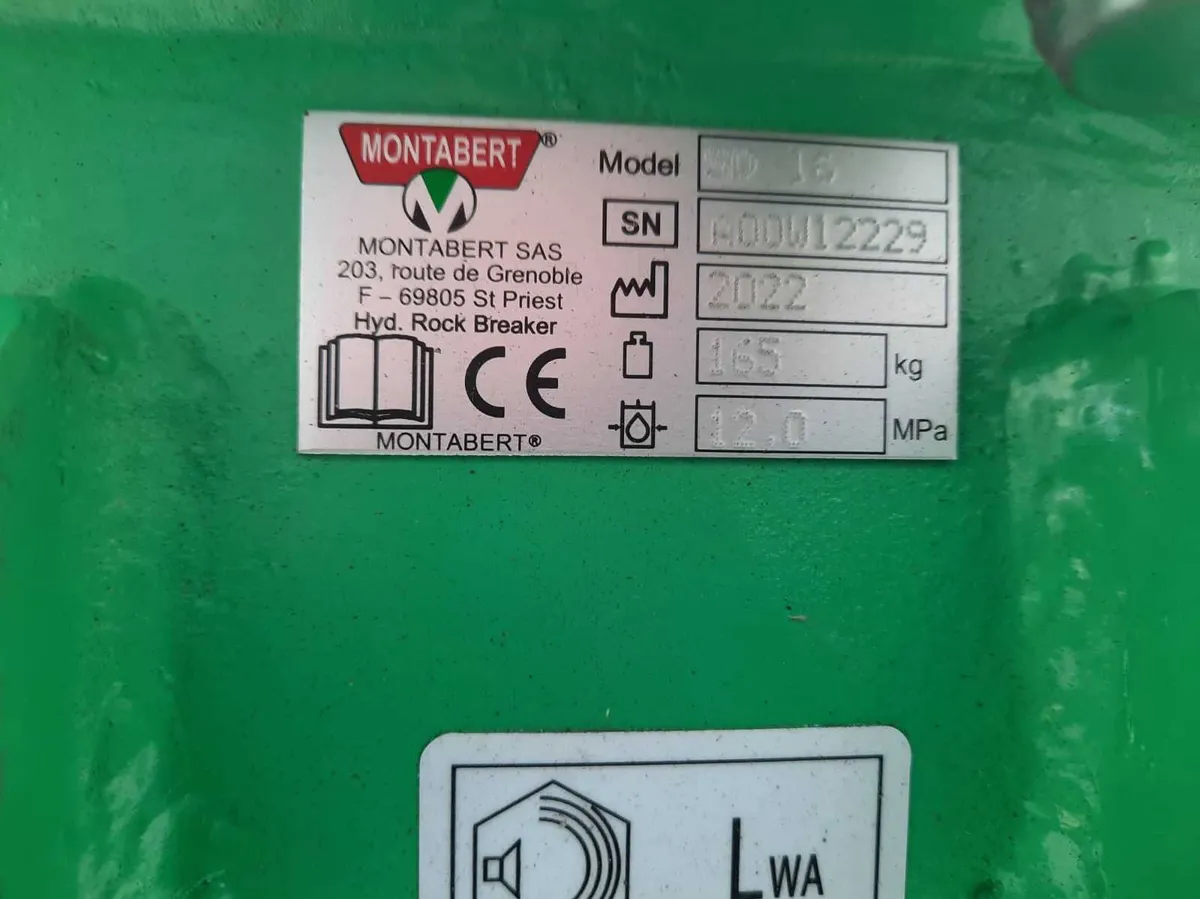 MONTABERT®
MONTABERT SAS
203, route de Grenoble
F – 69805 St Priest
Hyd. Rock Breaker
CE
MONTABERT®
Model 16
SN A00W12229
2022
165 kg
12.0 MPa
LWA